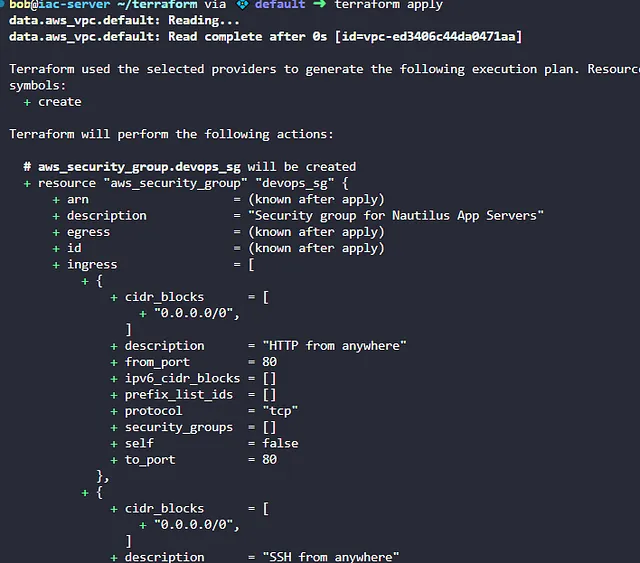 bob@iac-server ~/terraform via default ➜ terraform apply
data.aws_vpc.default: Reading...
data.aws_vpc.default: Read complete after 0s [id=vpc-ed3406c44da0471aa]
Terraform used the selected providers to generate the following execution plan. Resourc
symbols:
+ create
Terraform will perform the following actions:
# aws_security_group.devops_sg will be created
+ resource "aws_security_group" "devops_sg" {
+ arn = (known after apply)
+ description = "Security group for Nautilus App Servers"
+ egress = (known after apply)
+ id = (known after apply)
+ ingress = [
+ {
+ cidr_blocks = [
+ "0.0.0.0/0",
]
+ description = "HTTP from anywhere"
+ from_port = 80
+ ipv6_cidr_blocks = []
+ prefix_list_ids = []
+ protocol = "tcp"
+ security_groups = []
+ self = false
+ to_port = 80
},
+ {
+ cidr_blocks = [
+ "0.0.0.0/0",
]
+ description = "SSH from anywhere"